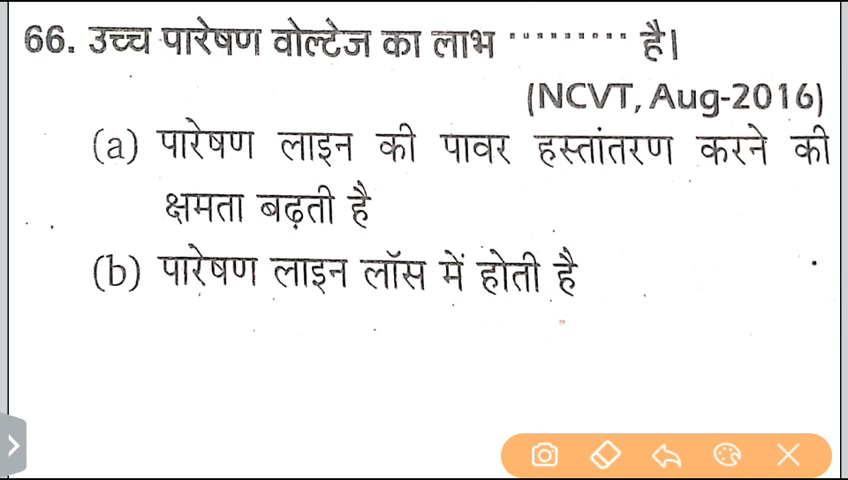 66. उच्च पारेषण वोल्टेज का लाभ ·········· है।
(NCVT, Aug-2016)
(a) पारेषण लाइन की पावर हस्तांतरण करने की
क्षमता बढ़ती है
(b) पारेषण लाइन लॉस में होती है